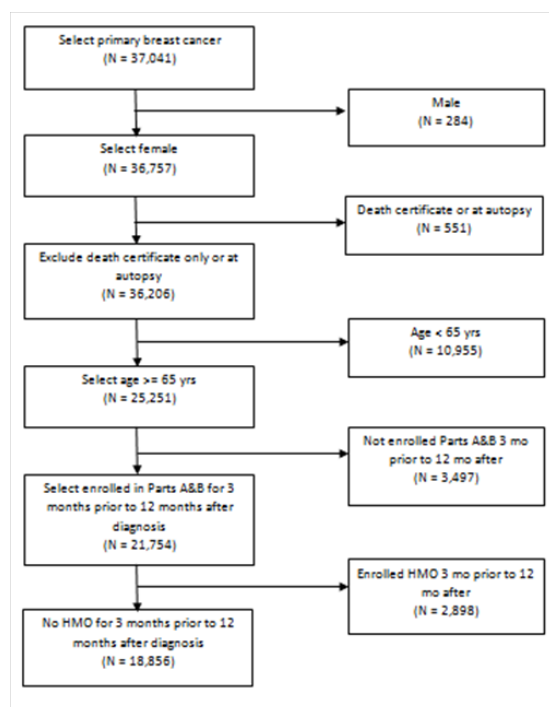 Select primary breast cancer
(N = 37,041)
Male
(N = 284)
Select female
(N = 36,757)
Death certificate or at autopsy
(N = 551)
Exclude death certificate only or at
autopsy
(N = 36,206)
Age < 65 yrs
(N = 10,955)
Select age >= 65 yrs
(N = 25,251)
Not enrolled Parts A&B 3 mo
prior to 12 mo after
(N = 3,497)
Select enrolled in Parts A&B for 3
months prior to 12 months after
diagnosis
(N = 21,754)
Enrolled HMO 3 mo prior to 12
mo after
(N = 2,898)
No HMO for 3 months prior to 12
months after diagnosis
(N = 18,856)